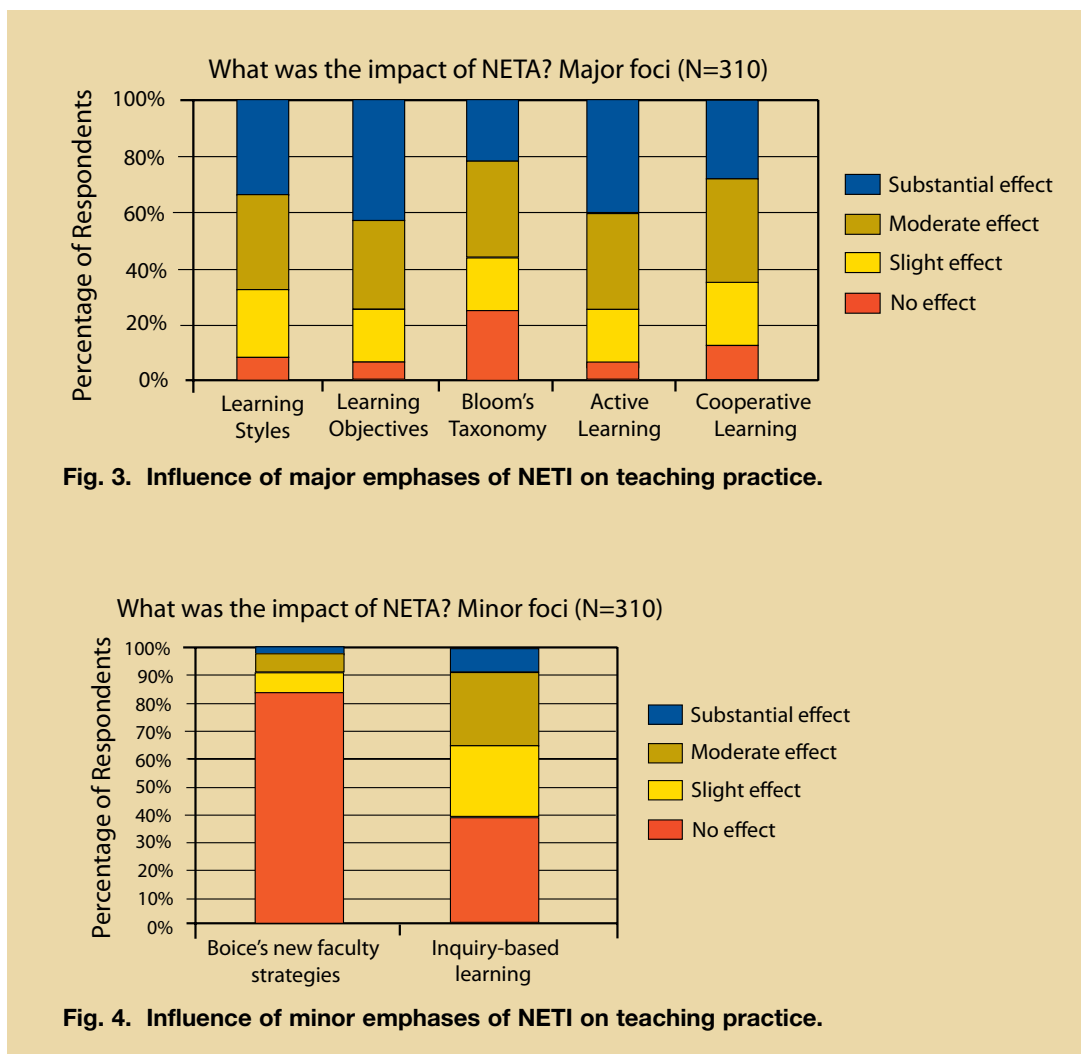 What was the impact of NETA? Major foci (N=310)
Percentage of Respondents
100%
80%
60%
40%
20%
0%
Learning
Styles
Learning
Objectives
Bloom's
Taxonomy
Active
Learning
Cooperative
Learning
Substantial effect
Moderate effect
Slight effect
No effect
Fig. 3. Influence of major emphases of NETI on teaching practice.
What was the impact of NETA? Minor foci (N=310)
Percentage of Respondents
100%
90%
80%
70%
60%
50%
40%
30%
20%
10%
0%
Boice's new faculty
strategies
Inquiry-based
learning
Substantial effect
Moderate effect
Slight effect
No effect
Fig. 4. Influence of minor emphases of NETI on teaching practice.